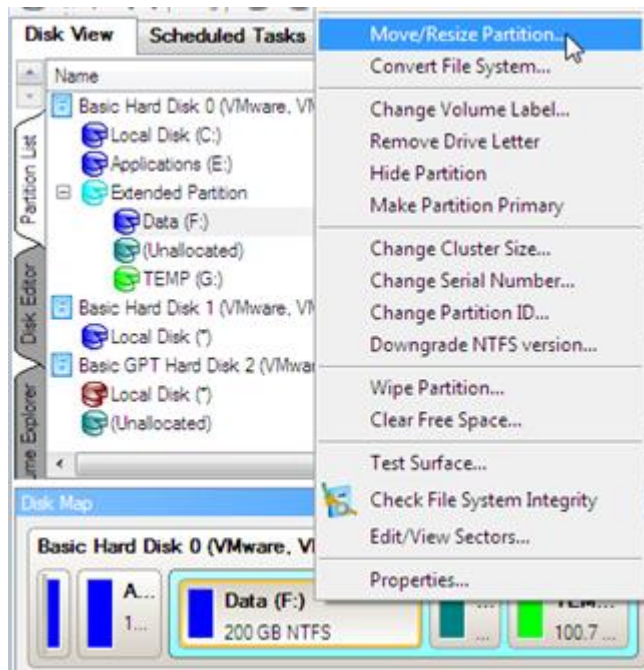 Disk View
Scheduled Tasks
Name
Basic Hard Disk 0 (VMware, VM
Local Disk (C:)
Applications (E:)
Extended Partition
Data (F:)
(Unallocated)
TEMP (G:)
Basic Hard Disk 1 (VMware, VM
Local Disk (*)
Basic GPT Hard Disk 2 (VMwar
Local Disk (*)
(Unallocated)
Partition List
Disk Editor
ume Explorer
Move/Resize Partition...
Convert File System...
Change Volume Label...
Remove Drive Letter
Hide Partition
Make Partition Primary
Change Cluster Size...
Change Serial Number...
Change Partition ID...
Downgrade NTFS version...
Wipe Partition...
Clear Free Space...
Test Surface...
Check File System Integrity
Edit/View Sectors...
Properties...
Disk Map
Basic Hard Disk 0 (VMware, VI
A...
1...
Data (F:)
200 GB NTFS
...
...
TEM...
100.7 ...